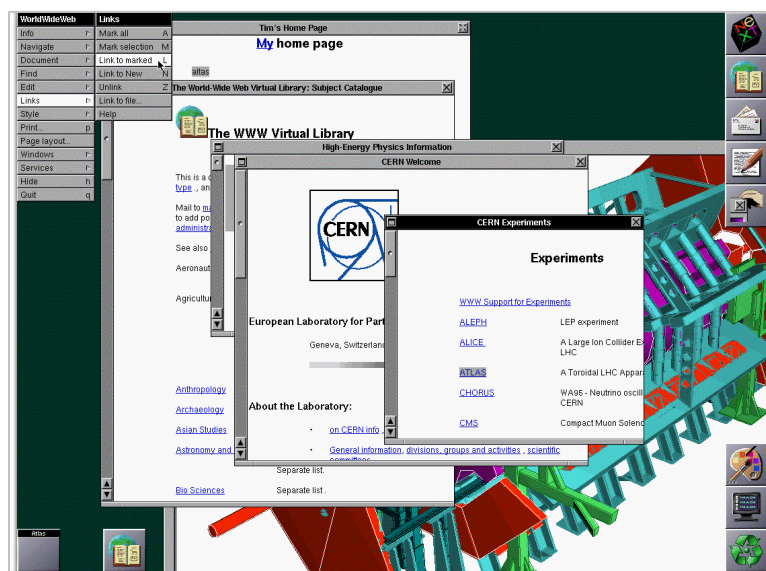 WorldWideWeb
Info
Navigate
Document
Find
Edit
Links
Style
Print... p
Page layout...
Windows
Services
Hide h
Quit q
Links
Mark all A
Mark selection M
Link to marked L
Link to New N
Unlink Z
Link to file...
Help
Tim's Home Page
My home page
atlas
The World-Wide Web Virtual Library: Subject Catalogue
The WWW Virtual Library
This is a
type ., an
Mail to
to add po
administra
See also
Aeronaut
Agricultu
Anthropology
Archaeology
Asian Studies
Astronomy and
Separate list.
Bio Sciences Separate list .
High-Energy Physics Information
CERN Welcome
CERN
European Laboratory for Part
Geneva, Switzerland
About the Laboratory:
· on CERN info ,
· General information, divisions, groups and activities , scientific
committees
CERN Experiments
Experiments
WWW Support for Experiments
ALEPH LEP experiment
ALICE A Large Ion Collider E
LHC
ATLAS A Toroidal LHC Appar
CHORUS WA95 - Neutrino oscill
CERN
CMS Compact Muon Solen
Atlas